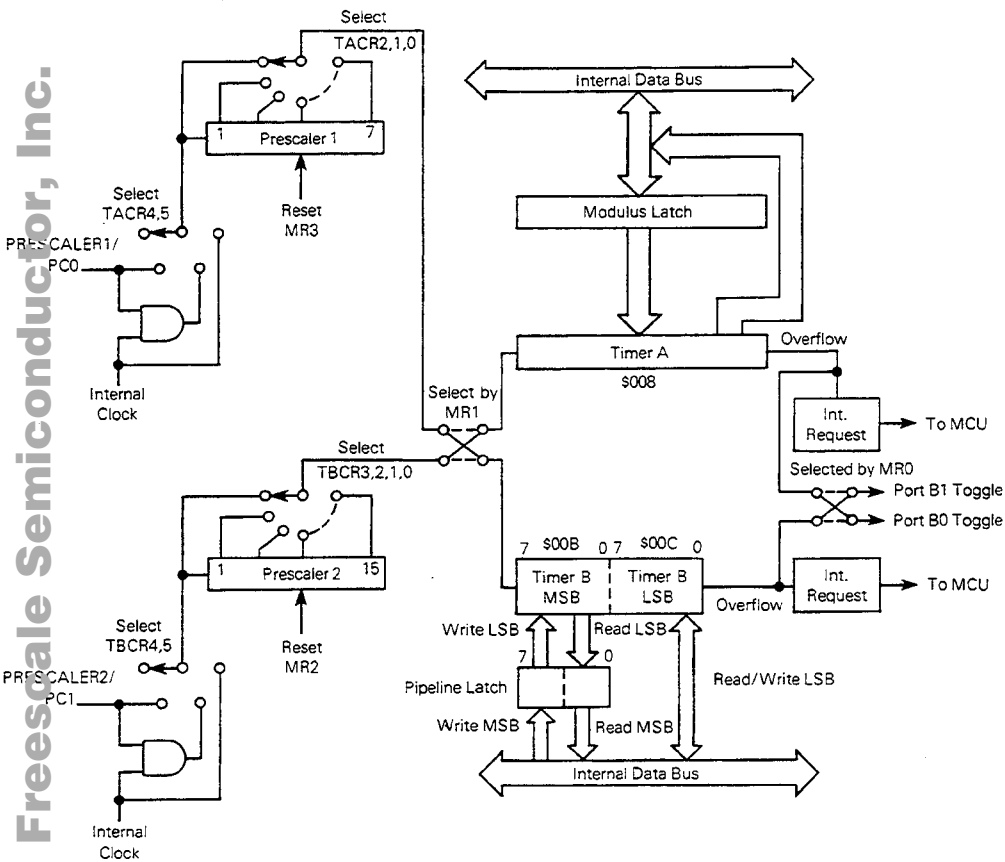 Freescale Semiconductor, Inc.
Select
TACR2,1,0
1
Prescaler 1
7
Reset
MR3
Select
TACR4,5
PRESCALER1/
PC0
Internal
Clock
Internal Data Bus
Modulus Latch
Timer A
$008
Overflow
Int.
Request
To MCU
Select by
MR1
Selected by MR0
Port B1 Toggle
Port B0 Toggle
Select
TBCR3,2,1,0
1
Prescaler 2
15
Reset
MR2
Select
TBCR4,5
PRESCALER2/
PC1
Internal
Clock
7 $00B 0 7 $00C 0
Timer B
MSB
Timer B
LSB
Overflow
Int.
Request
To MCU
Write LSB
Read LSB
7 0
Pipeline Latch
Read/Write LSB
Write MSB
Read MSB
Internal Data Bus